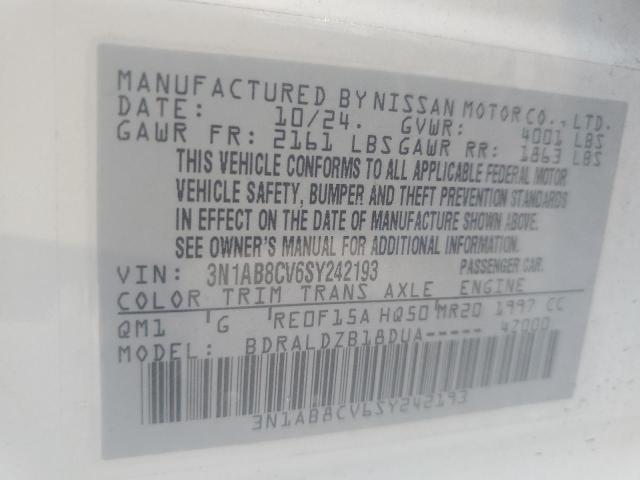 MANUFACTURED BY NISSAN MOTOR CO., LTD.
DATE: 10/24. GVWR: 4001 LBS
GAWR FR: 2161 LBS GAWR RR: 1863 LBS
THIS VEHICLE CONFORMS TO ALL APPLICABLE FEDERAL MOTOR
VEHICLE SAFETY, BUMPER AND THEFT PREVENTION STANDARDS
IN EFFECT ON THE DATE OF MANUFACTURE SHOWN ABOVE.
SEE OWNER'S MANUAL FOR ADDITIONAL INFORMATION.
VIN: 3N1AB8CV6SY242193 PASSENGER CAR.
COLOR TRIM TRANS AXLE ENGINE
QM1 G RE0F15A HQ50 MR20 1997 CC
MODEL: BDRALDZB18DUA----- 47000
3N1AB8CV6SY242193